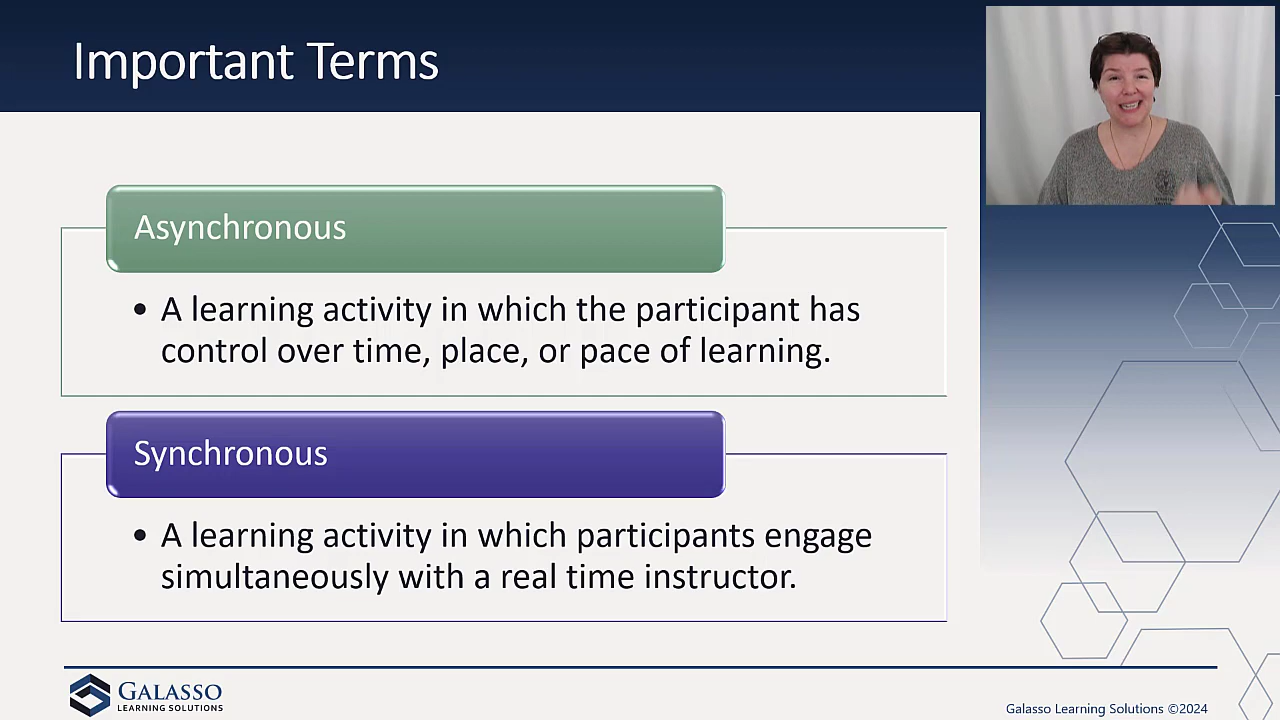 Important Terms
Asynchronous
• A learning activity in which the participant has
control over time, place, or pace of learning.
Synchronous
• A learning activity in which participants engage
simultaneously with a real time instructor.
GALASSO
LEARNING SOLUTIONS
Galasso Learning Solutions ©2024